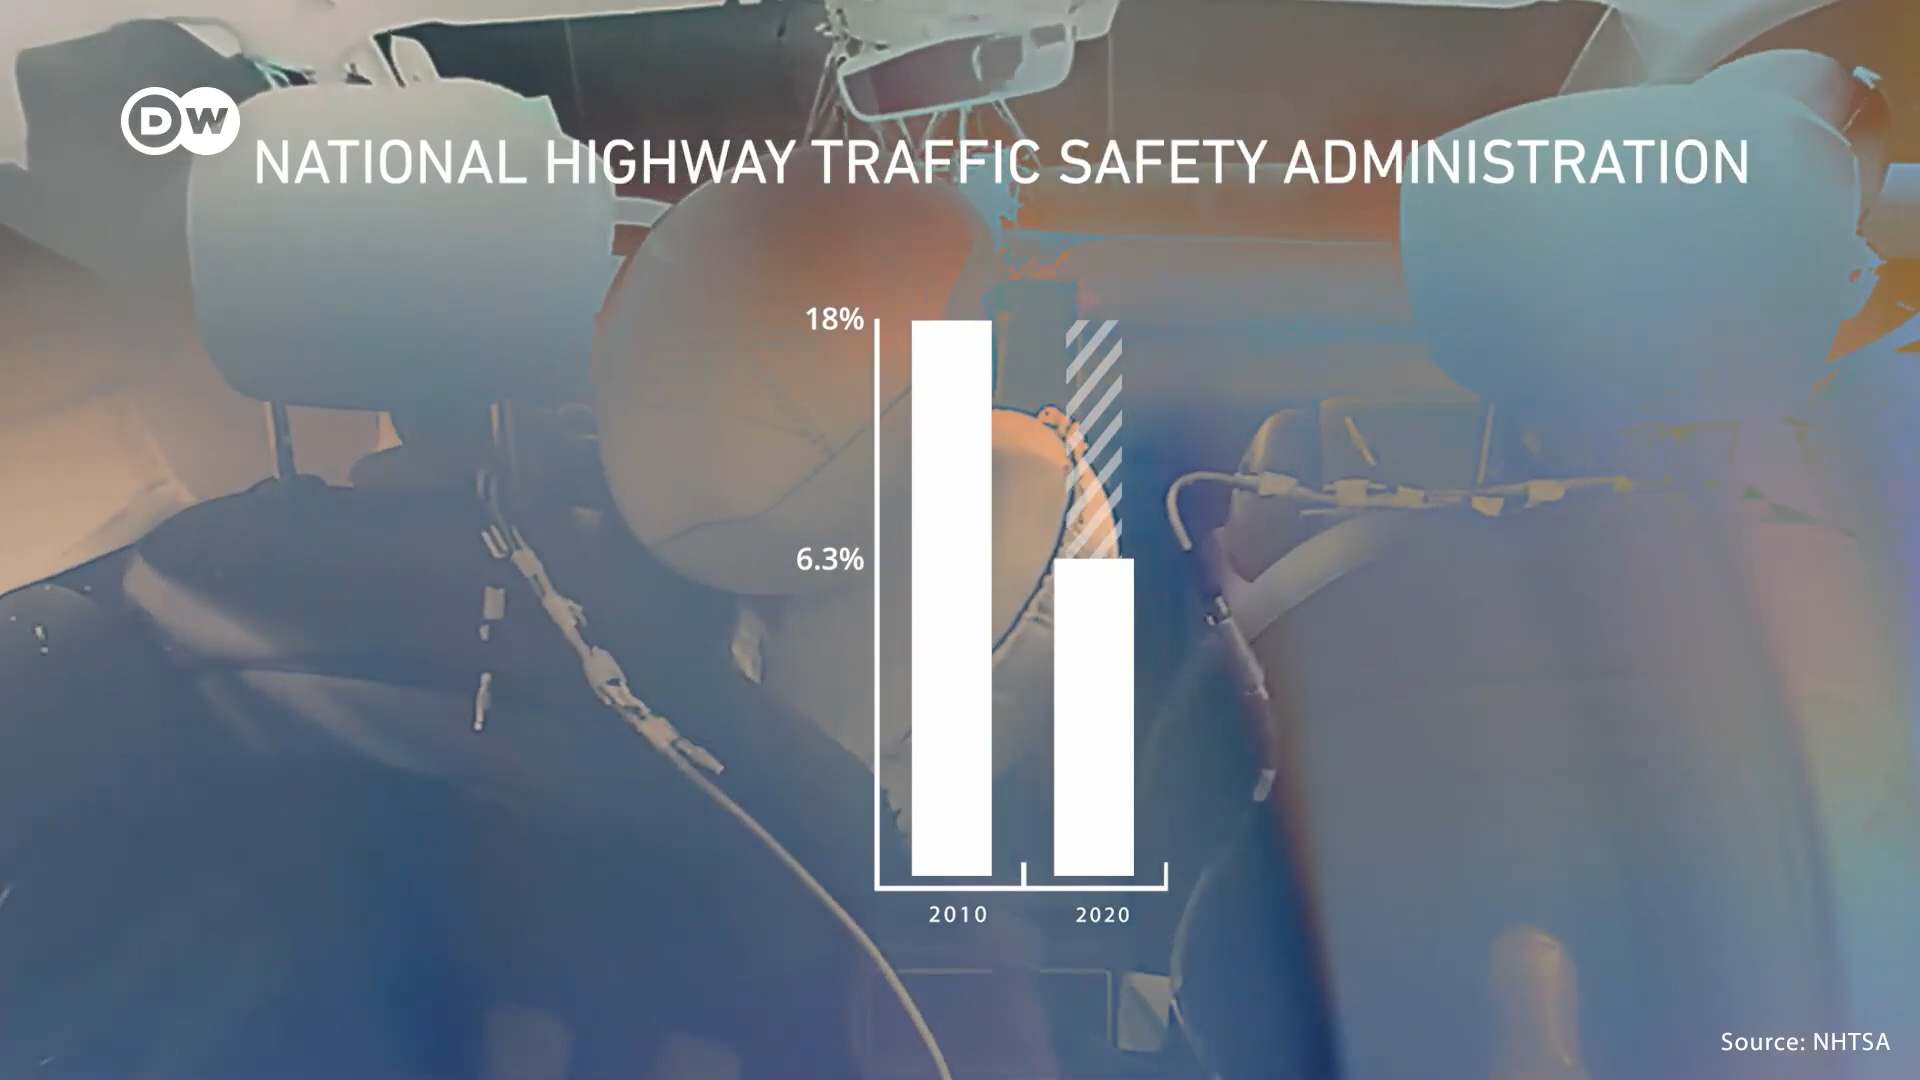 DW
NATIONAL HIGHWAY TRAFFIC SAFETY ADMINISTRATION
18%
6.3%
2010
2020
Source: NHTSA